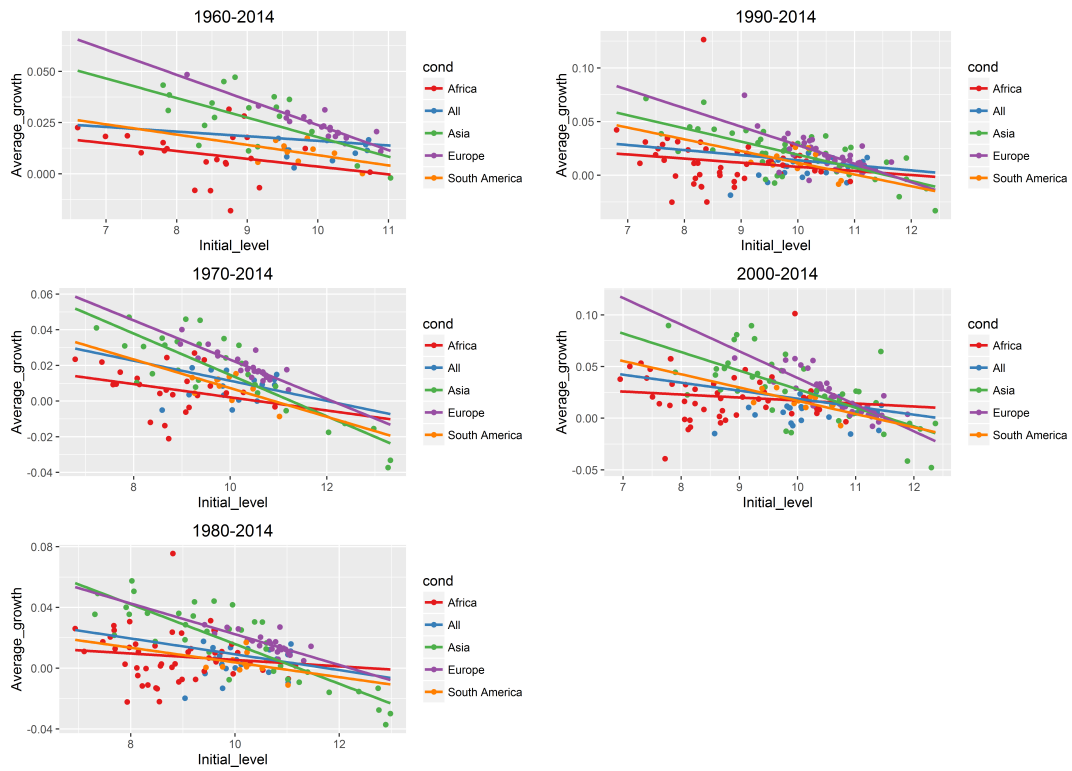 1960-2014
Average_growth
0.050
0.025
0.000
7 8 9 10 11
Initial_level
cond
Africa
All
Asia
Europe
South America
1990-2014
Average_growth
0.10
0.05
0.00
7 8 9 10 11 12
Initial_level
cond
Africa
All
Asia
Europe
South America
1970-2014
Average_growth
0.06
0.04
0.02
0.00
-0.02
-0.04
8 10 12
Initial_level
cond
Africa
All
Asia
Europe
South America
2000-2014
Average_growth
0.10
0.05
0.00
-0.05
7 8 9 10 11 12
Initial_level
cond
Africa
All
Asia
Europe
South America
1980-2014
Average_growth
0.08
0.04
0.00
-0.04
8 10 12
Initial_level
cond
Africa
All
Asia
Europe
South America